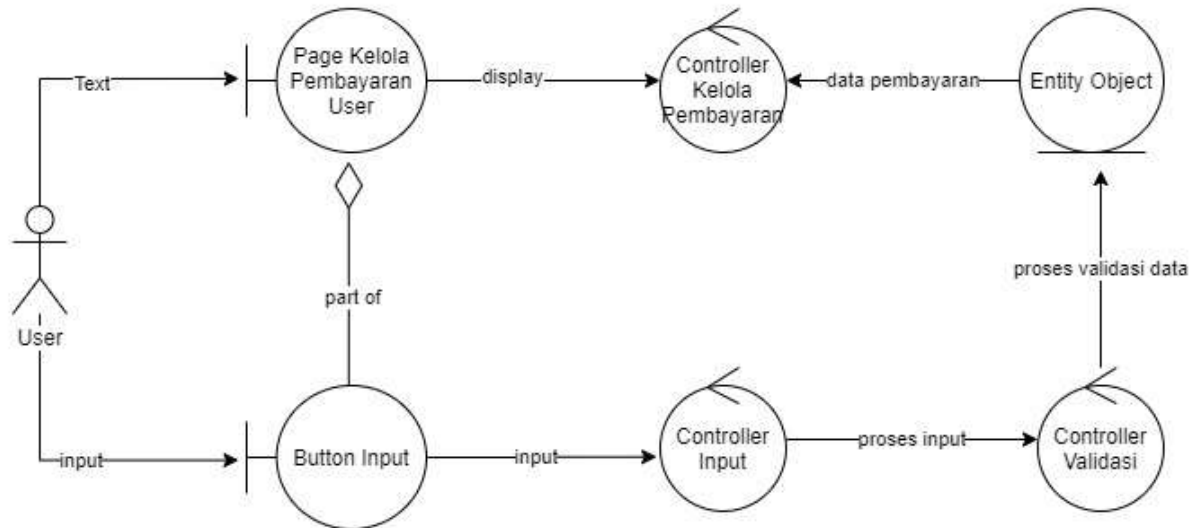 Page Kelola
Pembayaran
User
Text
display
Controller
Kelola
Pembayaran
data pembayaran
Entity Object
proses validasi data
part of
User
input
Button Input
input
Controller
Input
proses input
Controller
Validasi